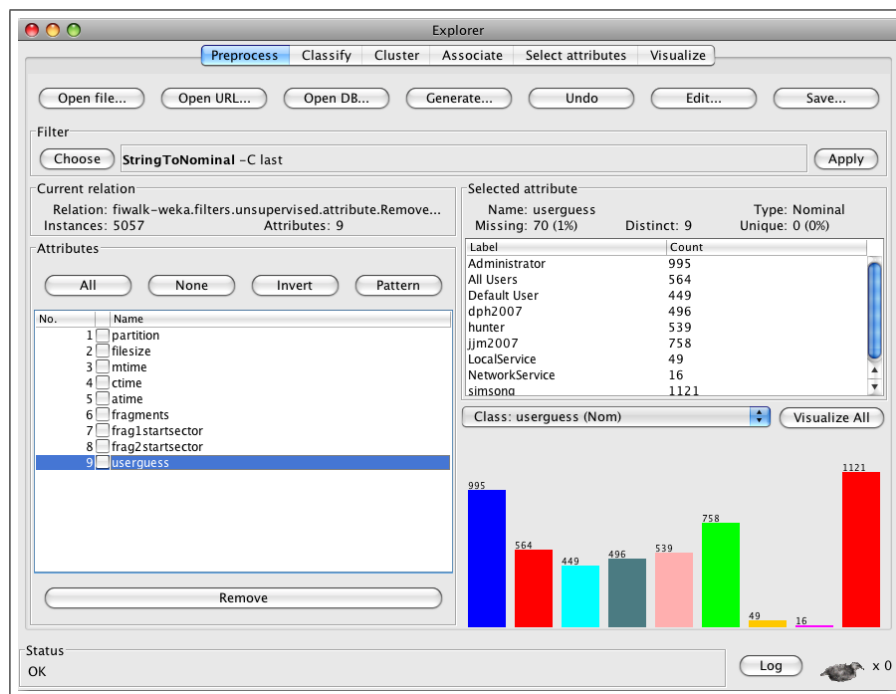 Explorer
Preprocess Classify Cluster Associate Select attributes Visualize
Open file... Open URL... Open DB... Generate... Undo Edit... Save...
Filter
Choose StringToNominal -C last Apply
Current relation
Relation: fiwalk-weka.filters.unsupervised.attribute.Remove...
Instances: 5057 Attributes: 9
Attributes
All None Invert Pattern
No. Name
1 partition
2 filesize
3 mtime
4 ctime
5 atime
6 fragments
7 frag1startsector
8 frag2startsector
9 userguess
Remove
Selected attribute
Name: userguess Type: Nominal
Missing: 70 (1%) Distinct: 9 Unique: 0 (0%)
Label Count
Administrator 995
All Users 564
Default User 449
dph2007 496
hunter 539
jjm2007 758
LocalService 49
NetworkService 16
simsong 1121
Class: userguess (Nom) Visualize All
995 564 449 496 539 758 49 16 1121
Status
OK
Log x 0